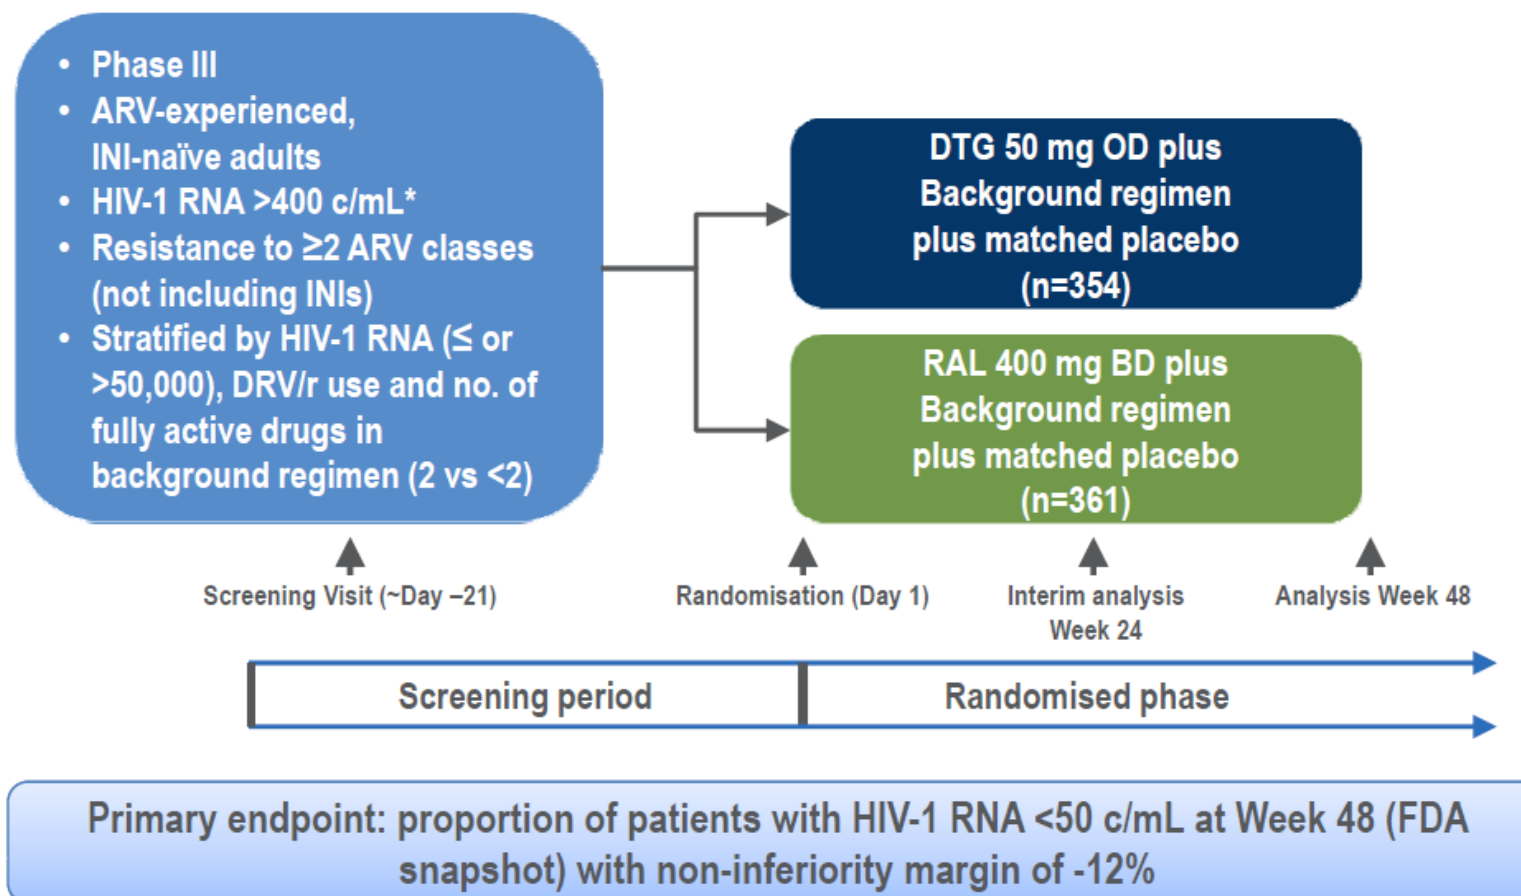 • Phase III
• ARV-experienced,
INI-naïve adults
• HIV-1 RNA >400 c/mL*
• Resistance to ≥2 ARV classes
(not including INIs)
• Stratified by HIV-1 RNA (≤ or
>50,000), DRV/r use and no. of
fully active drugs in
background regimen (2 vs <2)
DTG 50 mg OD plus
Background regimen
plus matched placebo
(n=354)
RAL 400 mg BD plus
Background regimen
plus matched placebo
(n=361)
Screening Visit (~Day –21)
Randomisation (Day 1)
Interim analysis
Week 24
Analysis Week 48
Screening period
Randomised phase
Primary endpoint: proportion of patients with HIV-1 RNA <50 c/mL at Week 48 (FDA
snapshot) with non-inferiority margin of -12%